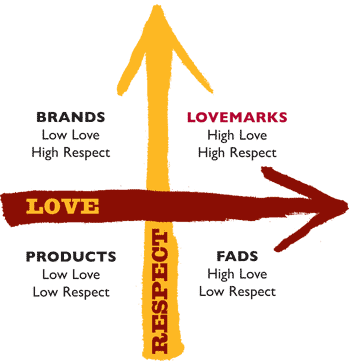 BRANDS
Low Love
High Respect
LOVEMARKS
High Love
High Respect
LOVE
PRODUCTS
Low Love
Low Respect
RESPECT
FADS
High Love
Low Respect